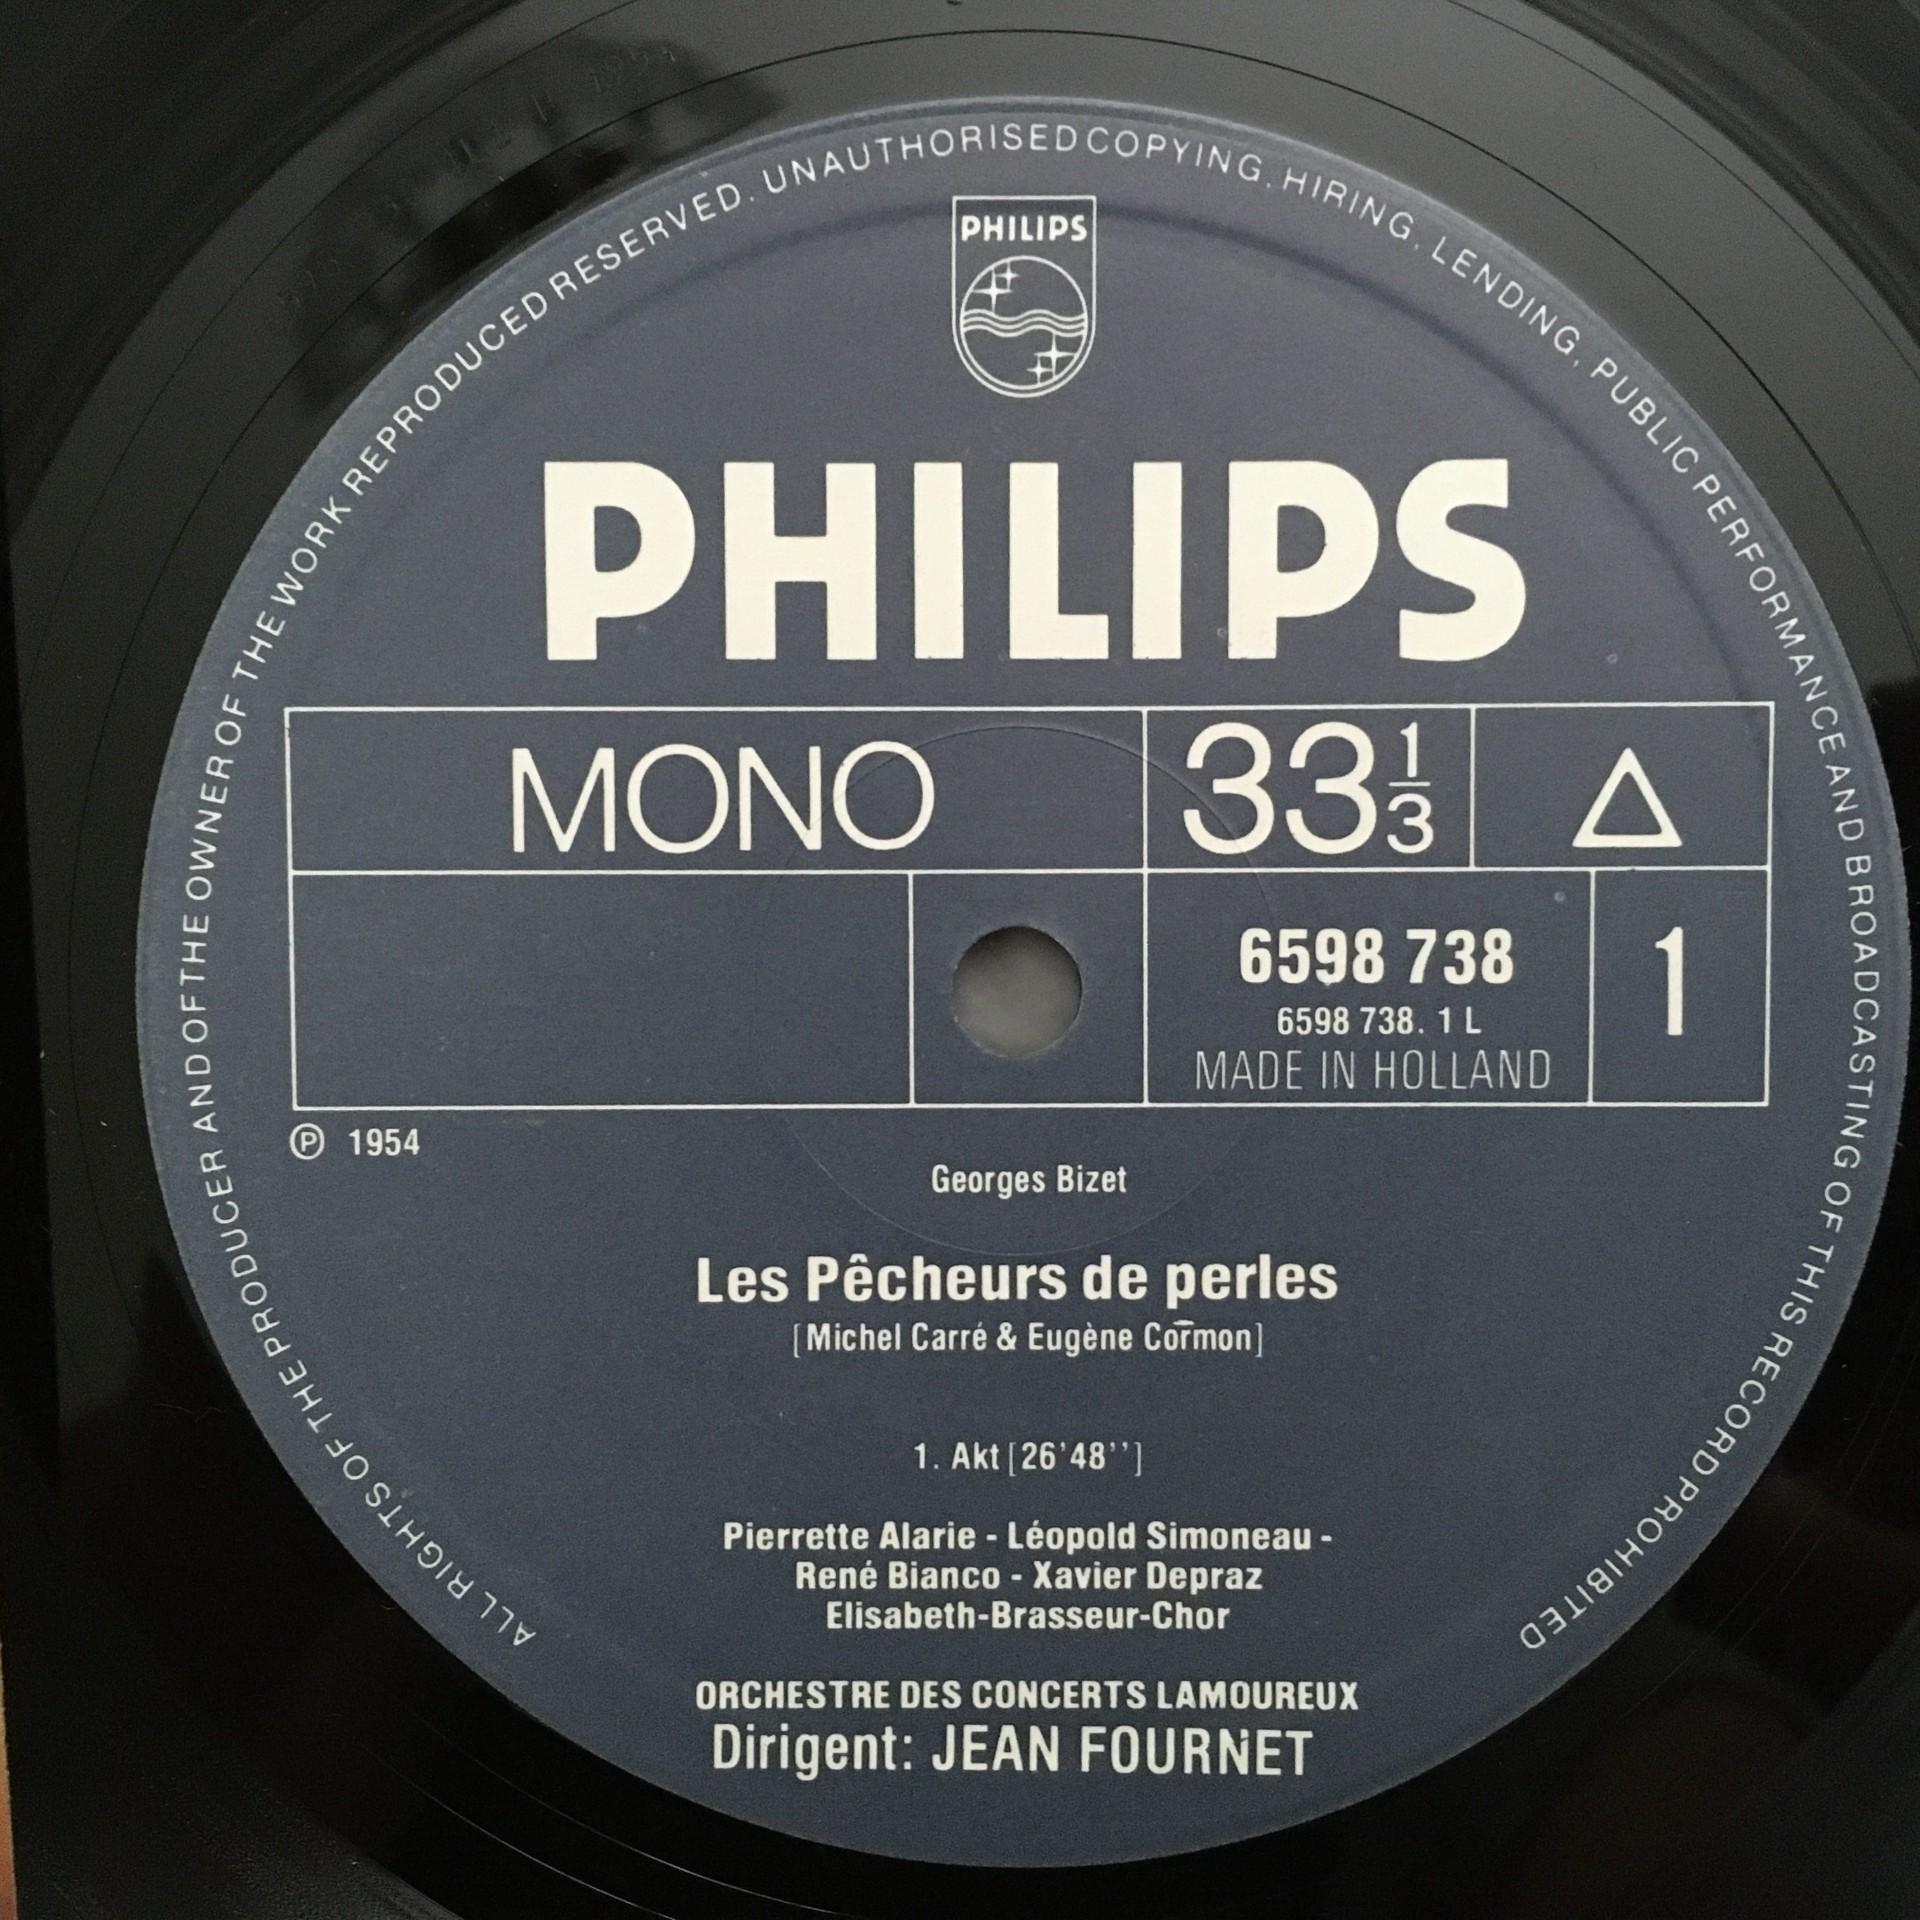 ALL RIGHTS OF THE PRODUCER AND OF THE OWNER OF THE WORK REPRODUCED RESERVED. UNAUTHORISED COPYING, HIRING, LENDING, PUBLIC PERFORMANCE AND BROADCASTING OF THIS RECORD PROHIBITED
PHILIPS
PHILIPS
MONO 33 1/3 △
6598 738 1
6598 738. 1 L
MADE IN HOLLAND
Ⓟ 1954
Georges Bizet
Les Pêcheurs de perles
[Michel Carré & Eugène Cormon]
1. Akt [26'48'']
Pierrette Alarie - Léopold Simoneau -
René Bianco - Xavier Depraz
Elisabeth-Brasseur-Chor
ORCHESTRE DES CONCERTS LAMOUREUX
Dirigent: JEAN FOURNET